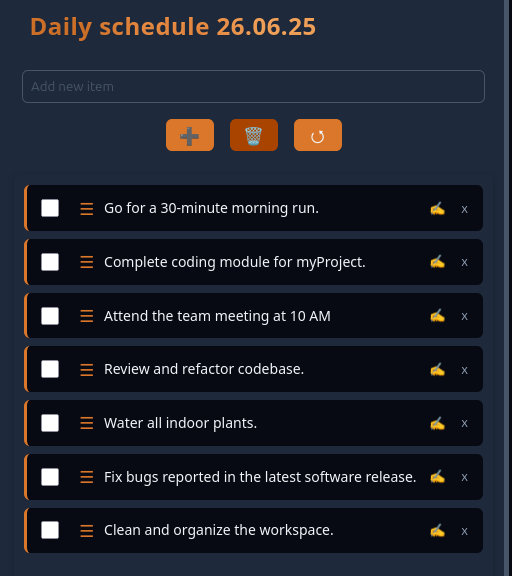 Daily schedule 26.06.25
Add new item
Go for a 30-minute morning run.
x
Complete coding module for myProject.
x
Attend the team meeting at 10 AM
x
Review and refactor codebase.
x
Water all indoor plants.
x
Fix bugs reported in the latest software release.
x
Clean and organize the workspace.
x